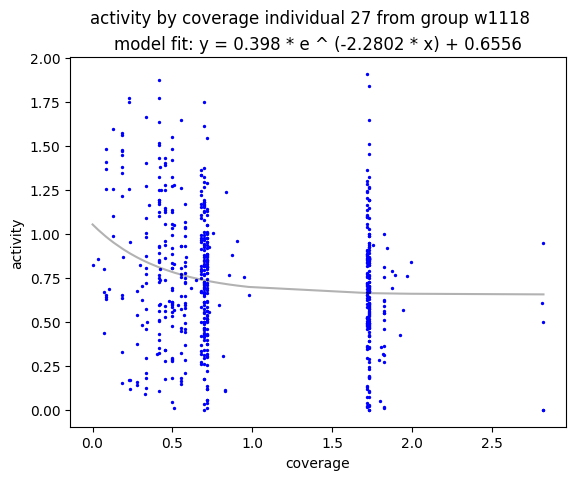 activity by coverage individual 27 from group w1118
model fit: y = 0.398 * e ^ (-2.2802 * x) + 0.6556
2.00
1.75
1.50
1.25
1.00
0.75
0.50
0.25
0.00
activity
0.0 0.5 1.0 1.5 2.0 2.5
coverage